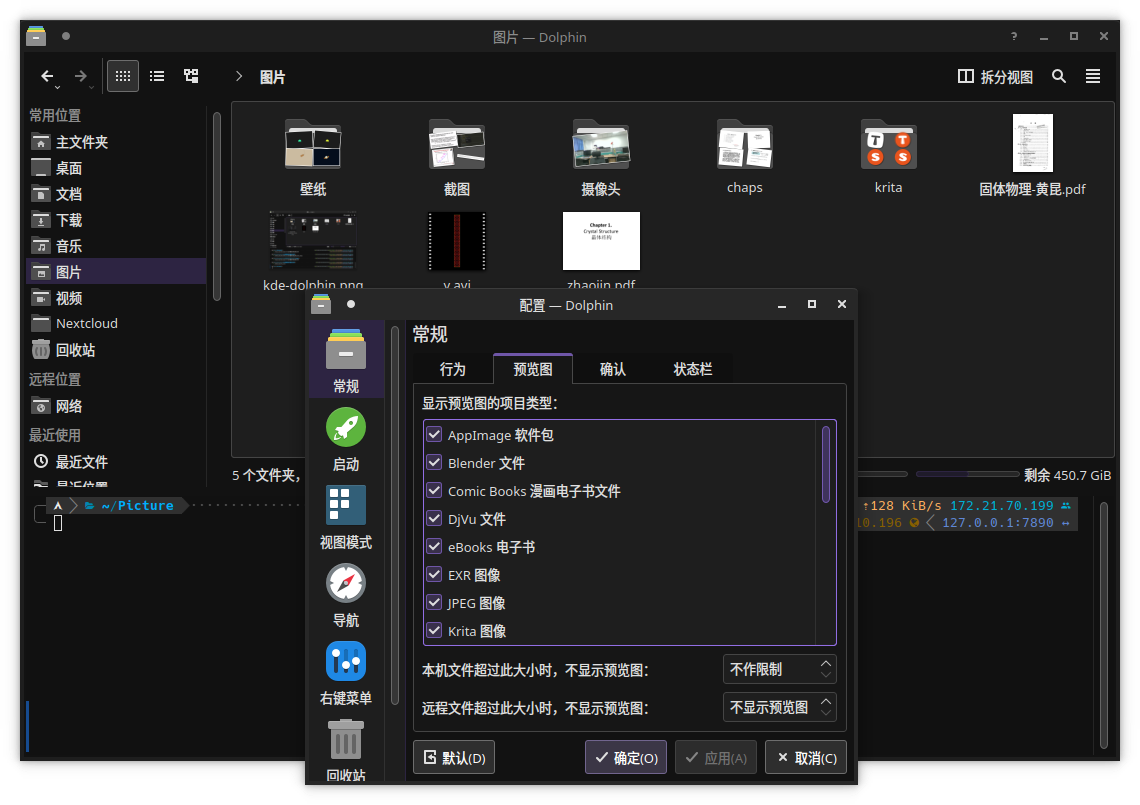 图片 — Dolphin
图片
拆分视图
常用位置
主文件夹
桌面
文档
下载
音乐
图片
视频
Nextcloud
回收站
远程位置
网络
最近使用
最近文件
最近位置
壁纸
截图
摄像头
chaps
krita
固体物理-黄昆.pdf
Chapter 1.
Crystal Structure
晶体结构
kde-dolphin.png
v.avi
zhaojin.pdf
5 个文件夹，
剩余 450.7 GiB
~/Picture
↑128 KiB/s 172.21.70.199
10.196
127.0.0.1:7890
配置 — Dolphin
常规
启动
视图模式
导航
右键菜单
回收站
常规
行为
预览图
确认
状态栏
显示预览图的项目类型：
AppImage 软件包
Blender 文件
Comic Books 漫画电子书文件
DjVu 文件
eBooks 电子书
EXR 图像
JPEG 图像
Krita 图像
本机文件超过此大小时，不显示预览图：
不作限制
远程文件超过此大小时，不显示预览图：
不显示预览图
默认(D)
确定(O)
应用(A)
取消(C)